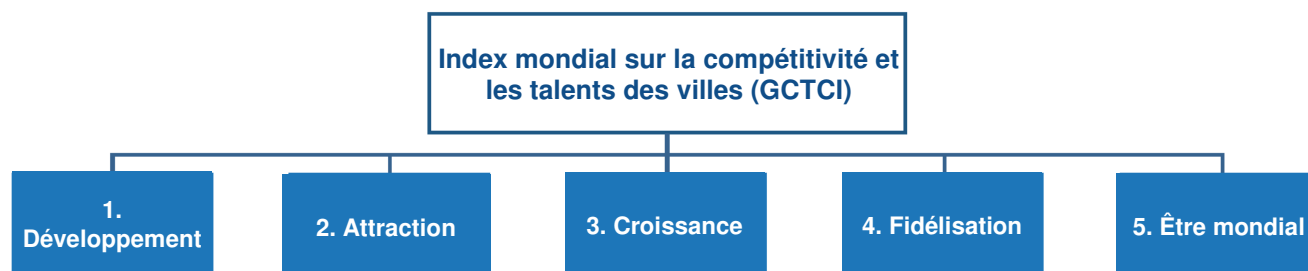 Index mondial sur la compétitivité et
les talents des villes (GCTCI)
1.
Développement
2. Attraction
3. Croissance
4. Fidélisation
5. Être mondial